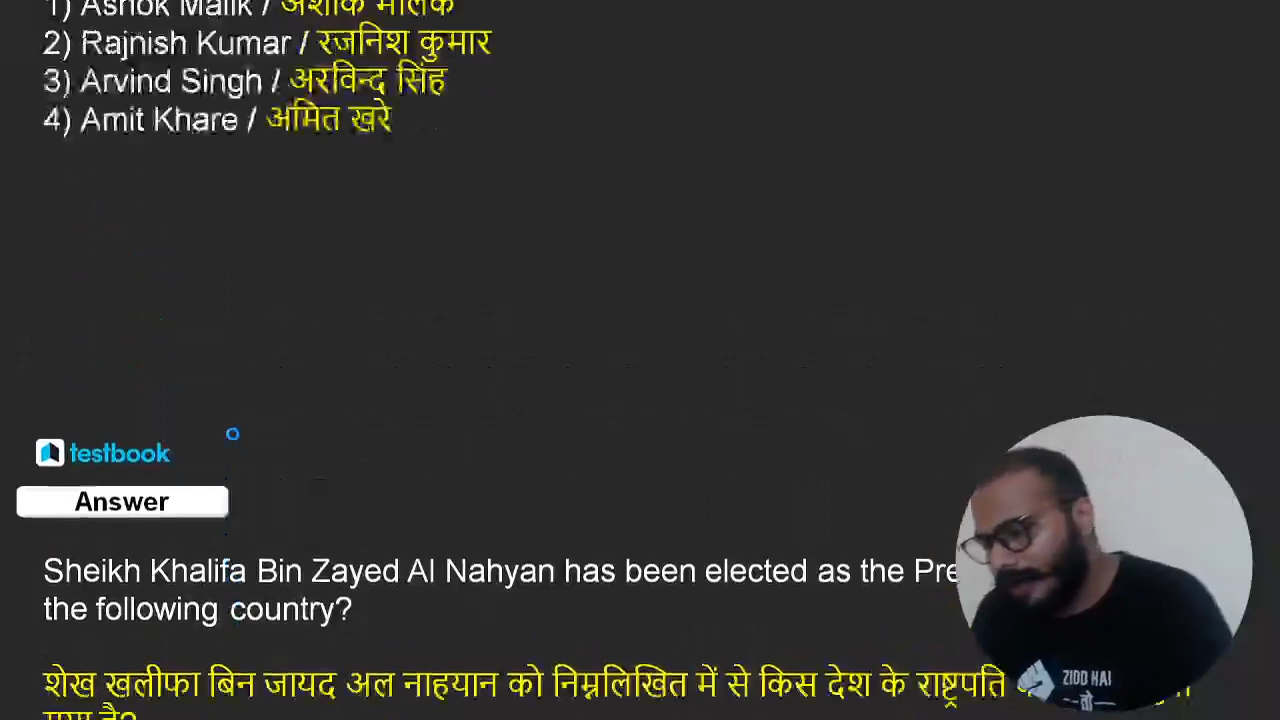 1) Ashok Malik / अशोक मलिक
2) Rajnish Kumar / रजनिश कुमार
3) Arvind Singh / अरविन्द सिंह
4) Amit Khare / अमित खरे
testbook
Answer
Sheikh Khalifa Bin Zayed Al Nahyan has been elected as the
the following country?
शेख खलीफा बिन जायद अल नाहयान को निम्नलिखित में से किस देश के राष्ट्रपति
ZIDD HAI
तो